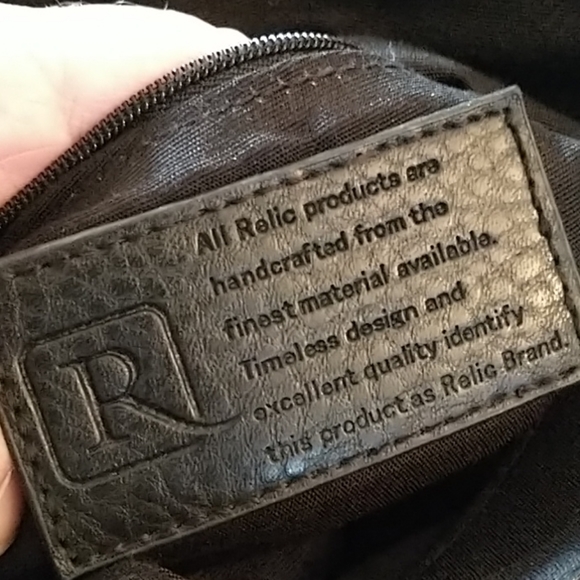 R
All Relic products are
handcrafted from the
finest material available.
Timeless design and
excellent quality identify
this product as Relic Brand.